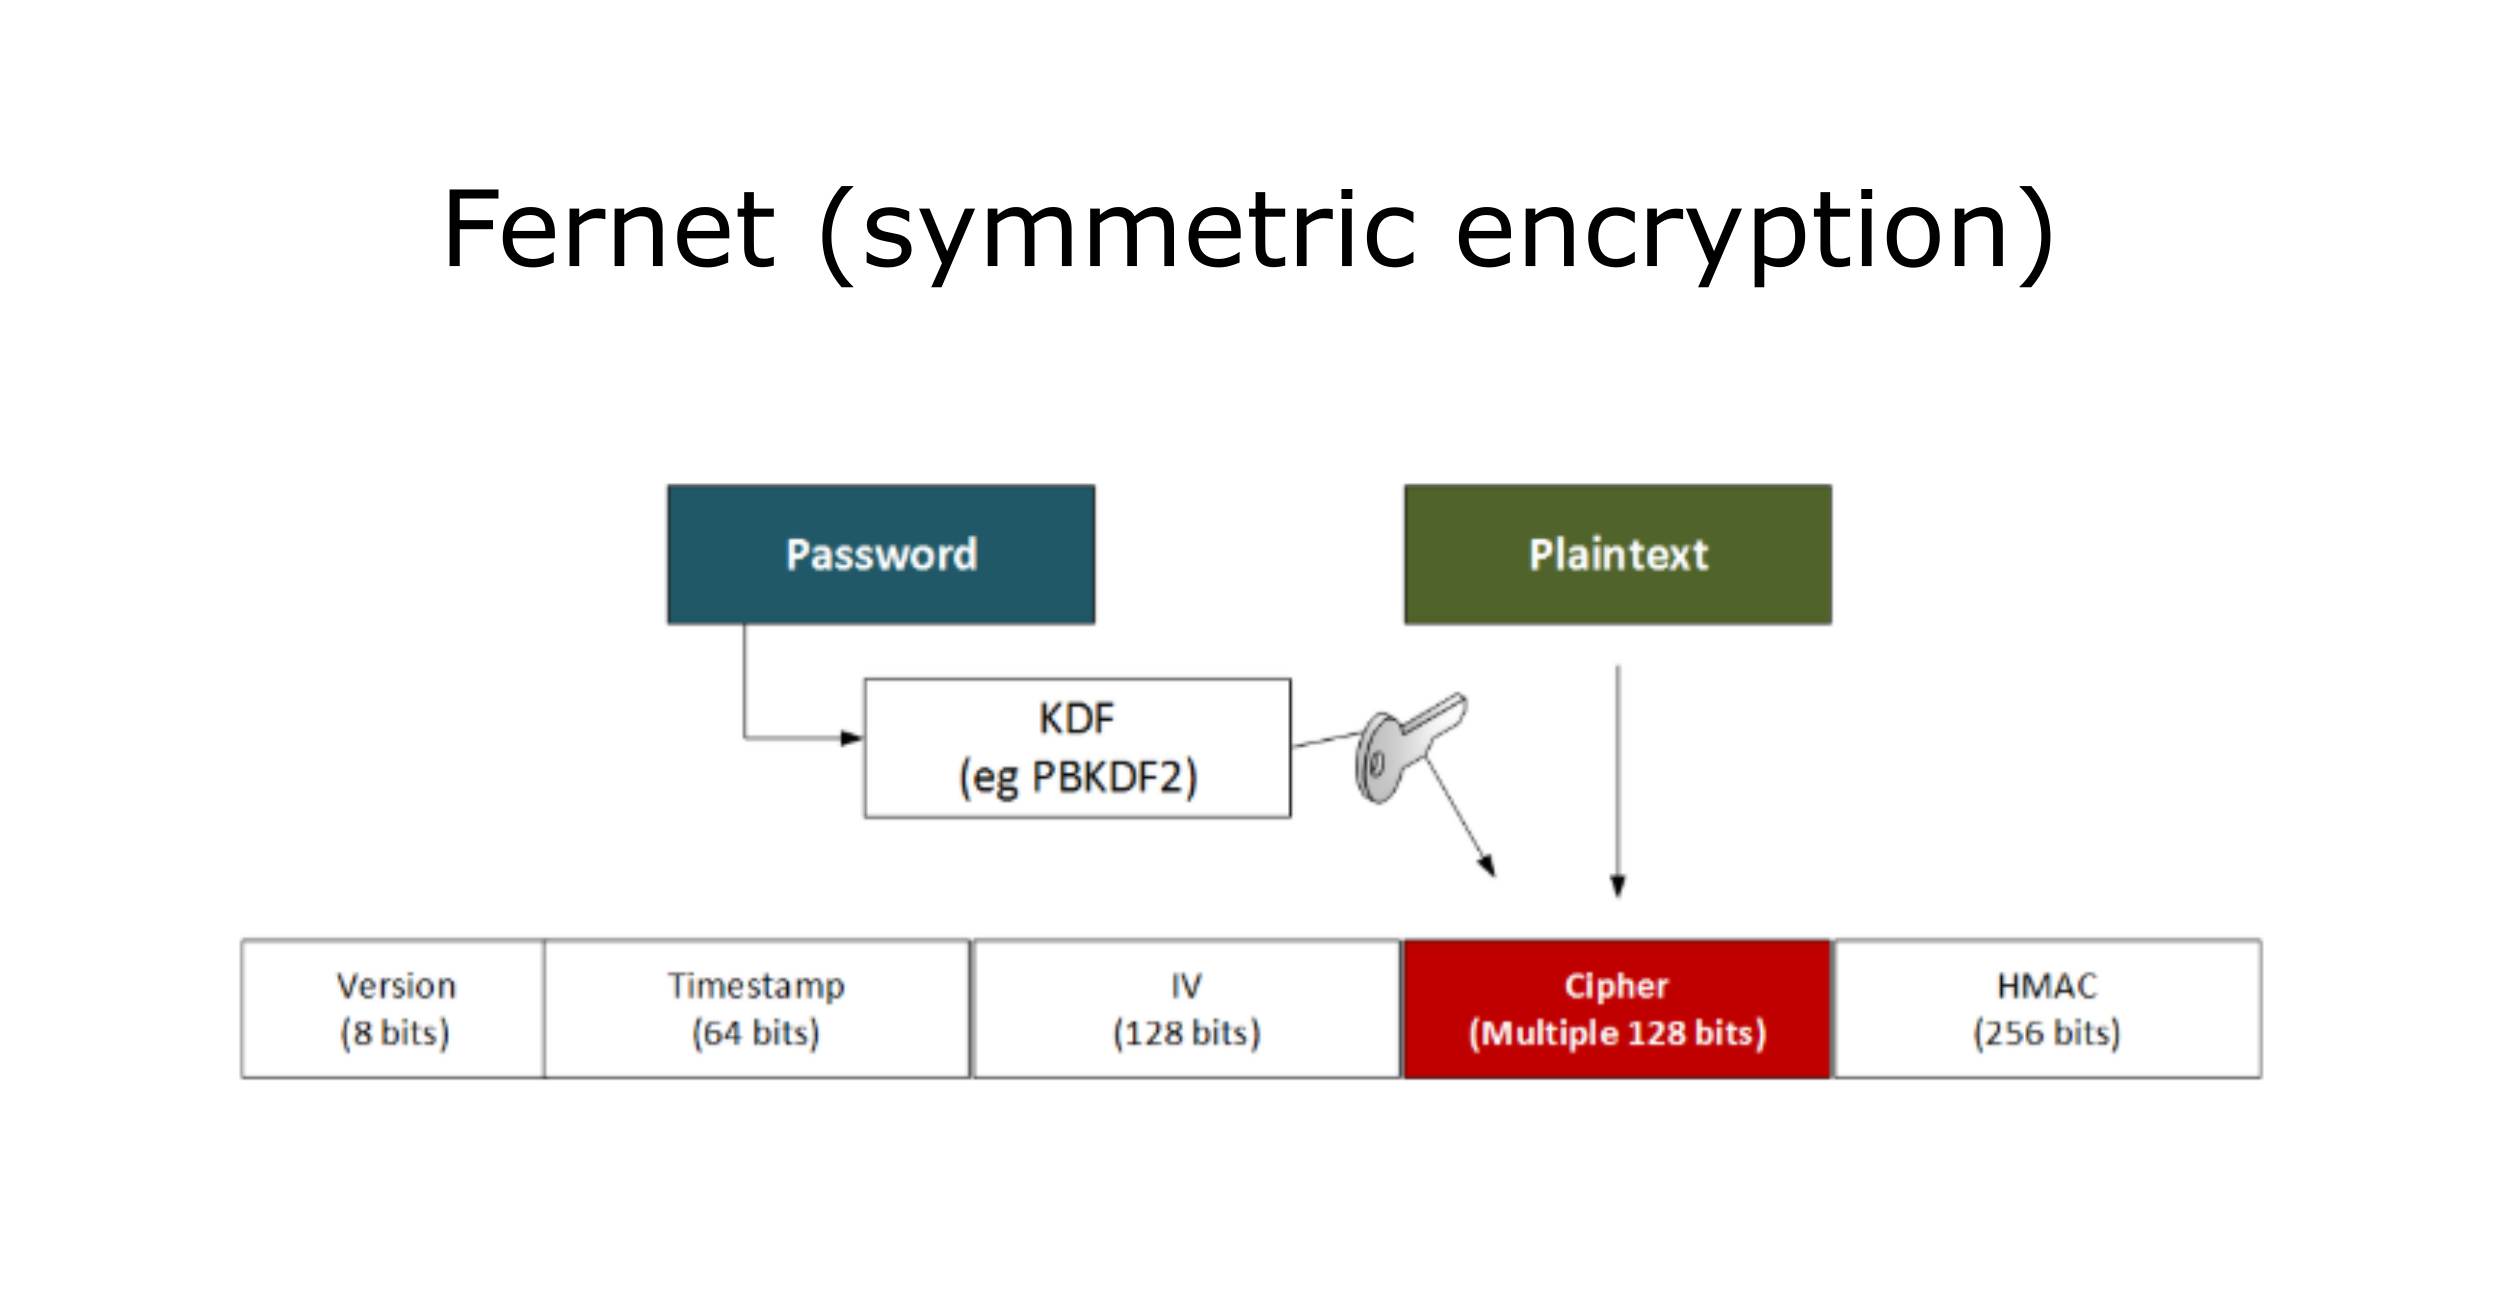 Fernet (symmetric encryption)
Password
Plaintext
KDF
(eg PBKDF2)
Version
(8 bits)
Timestamp
(64 bits)
IV
(128 bits)
Cipher
(Multiple 128 bits)
HMAC
(256 bits)